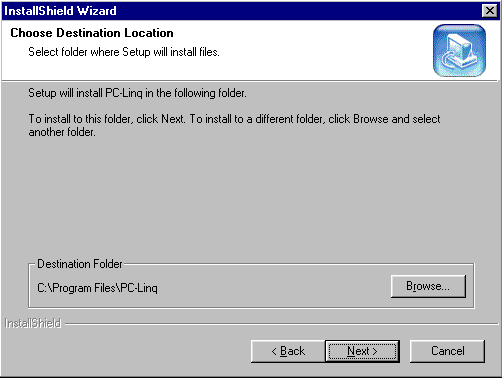 InstallShield Wizard
Choose Destination Location
Select folder where Setup will install files.
Setup will install PC-Linq in the following folder.
To install to this folder, click Next. To install to a different folder, click Browse and select
another folder.
Destination Folder
C:\Program Files\PC-Linq
Browse...
InstallShield
< Back
Next >
Cancel